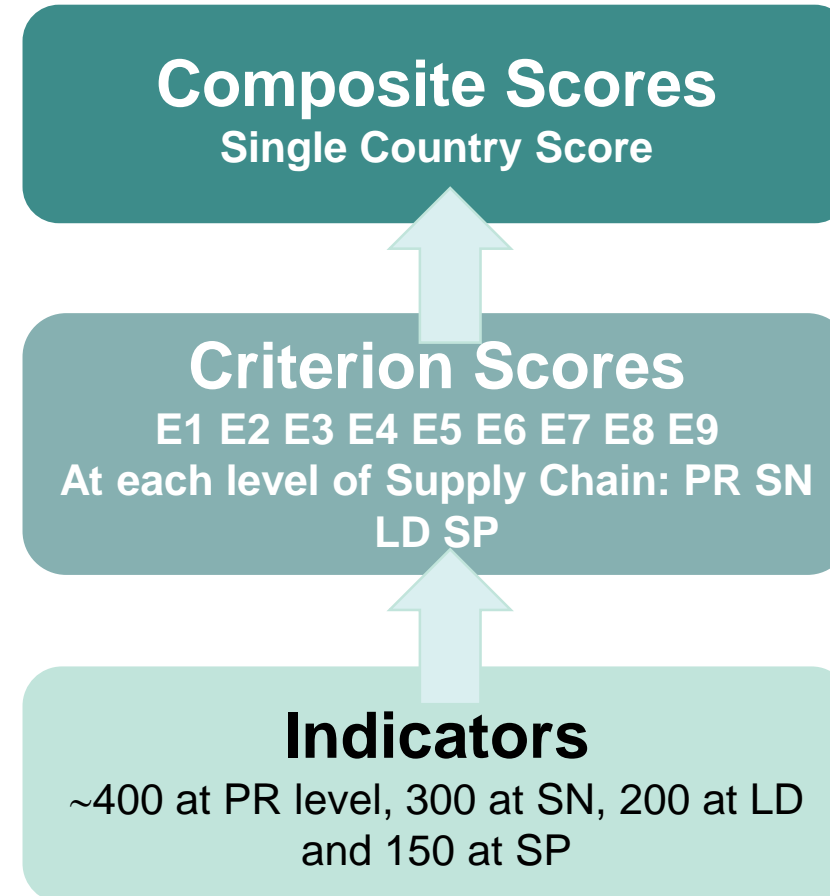 Composite Scores
Single Country Score
Criterion Scores
E1 E2 E3 E4 E5 E6 E7 E8 E9
At each level of Supply Chain: PR SN
LD SP
Indicators
~400 at PR level, 300 at SN, 200 at LD
and 150 at SP